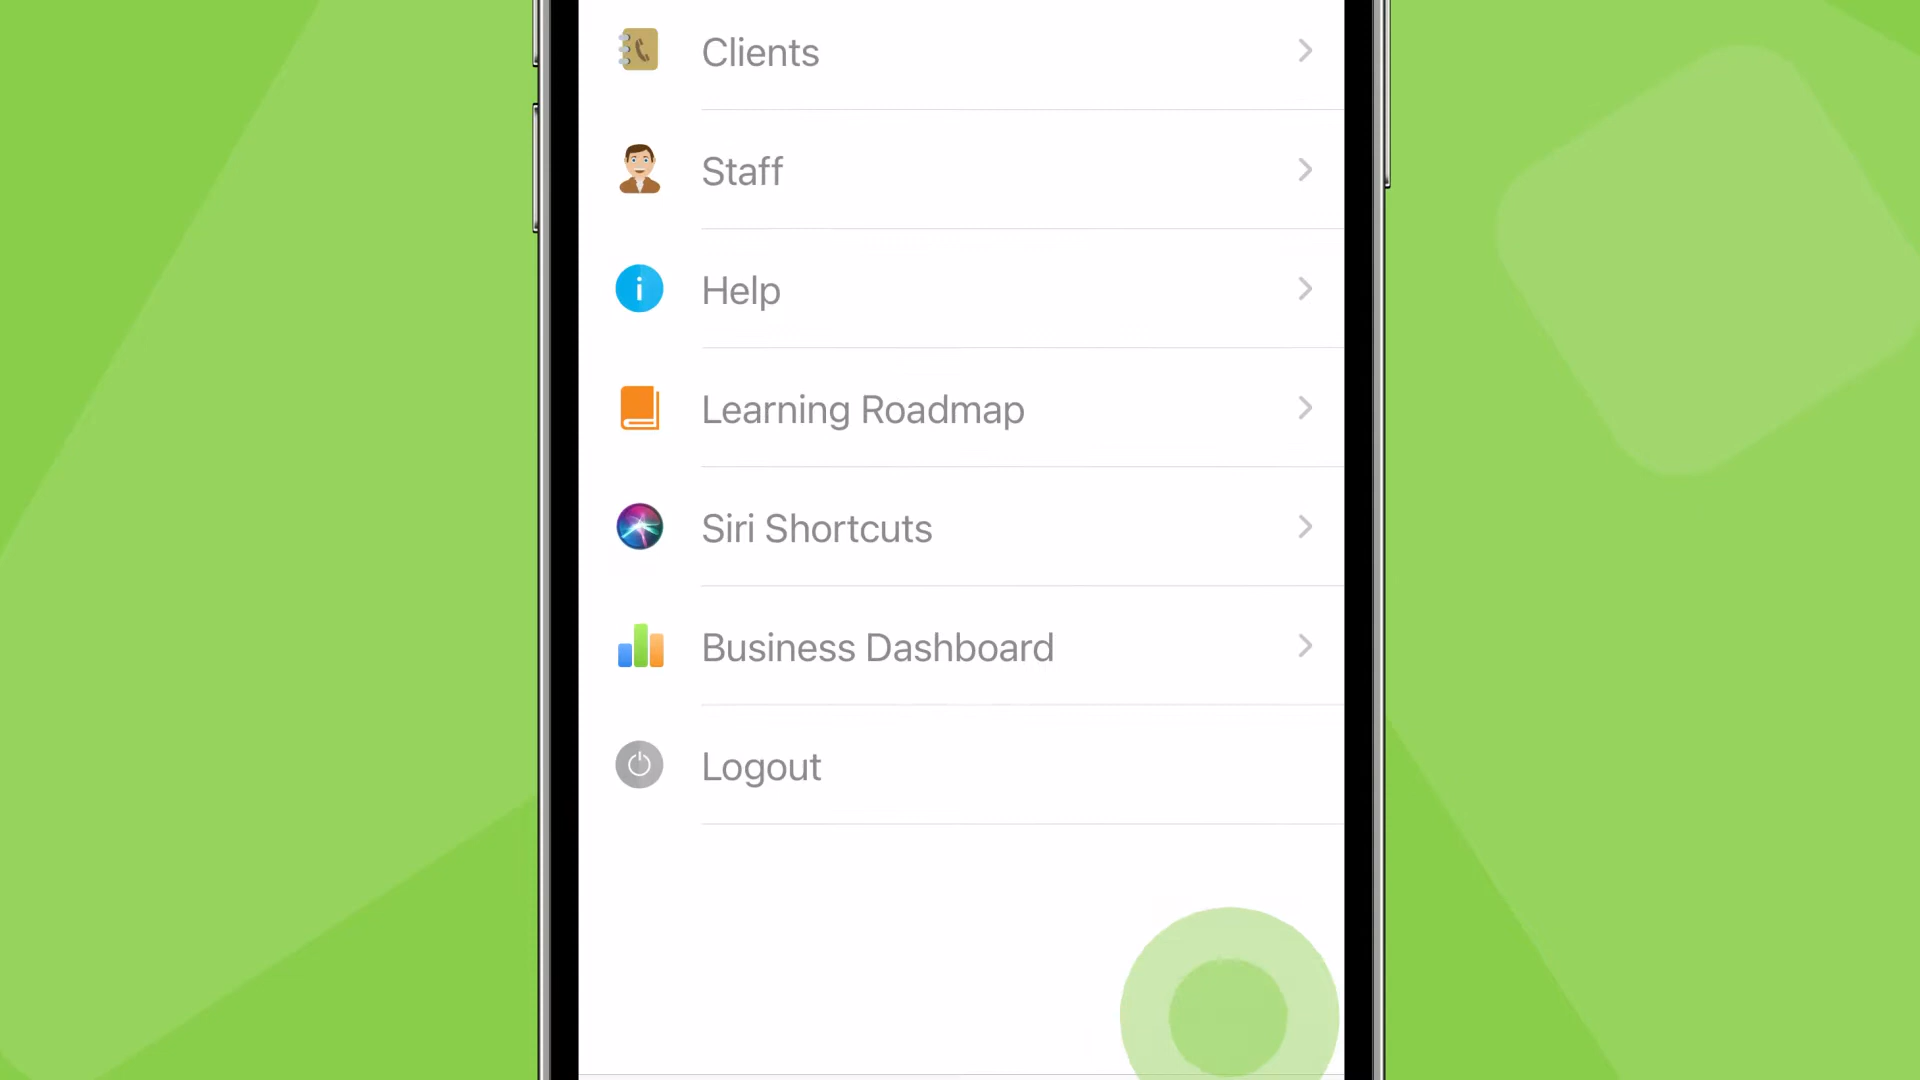 Clients
Staff
Help
Learning Roadmap
Siri Shortcuts
Business Dashboard
Logout